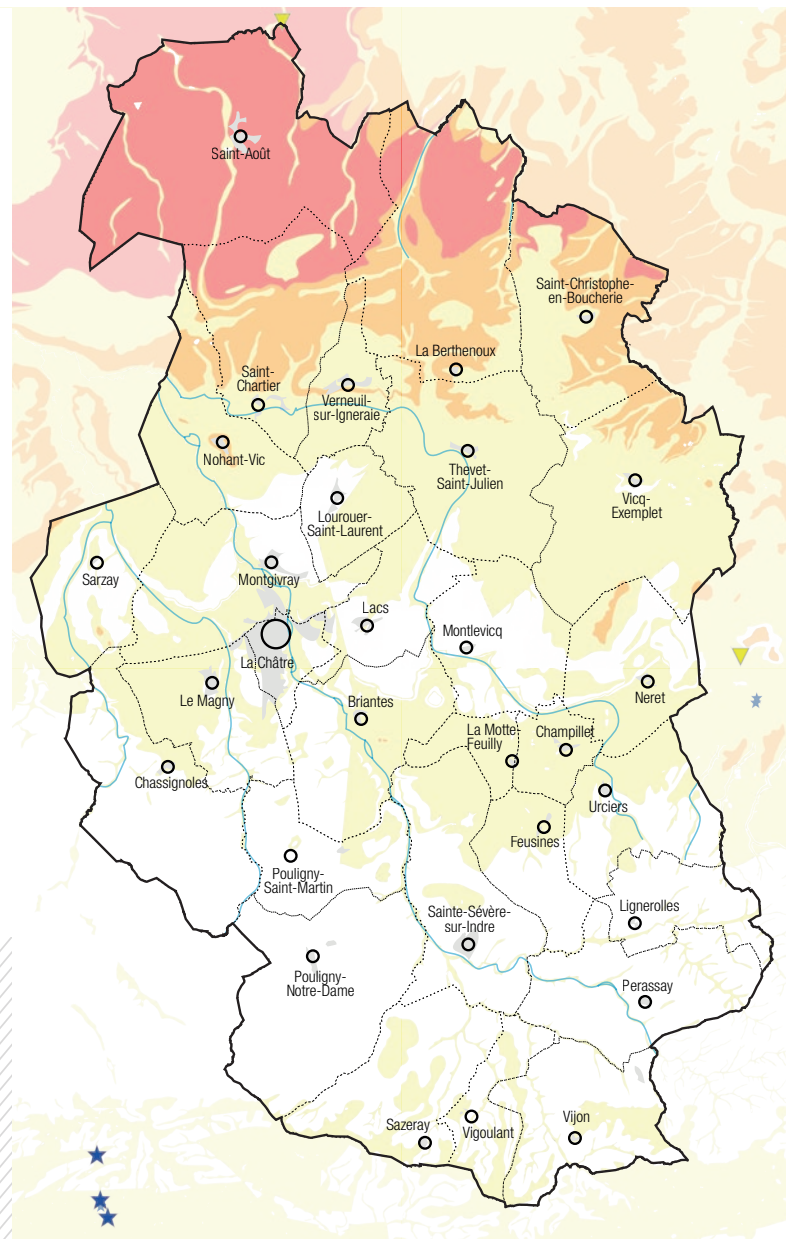 Saint-Août
Saint-Christophe-
en-Boucherie
La Berthenoux
Saint-
Chartier
Verneuil-
sur-Igneraie
Nohant-Vic
Thevet-
Saint-Julien
Vicq-
Exemplet
Lourouer-
Saint-Laurent
Sarzay
Montgivray
Lacs
Montlevicq
La Châtre
Le Magny
Briantes
Neret
La Motte-
Feuilly
Champillet
Chassignoles
Urciers
Feusines
Pouligny-
Saint-Martin
Sainte-Sévère-
sur-Indre
Lignerolles
Pouligny-
Notre-Dame
Perassay
Sazeray
Vigoulant
Vijon